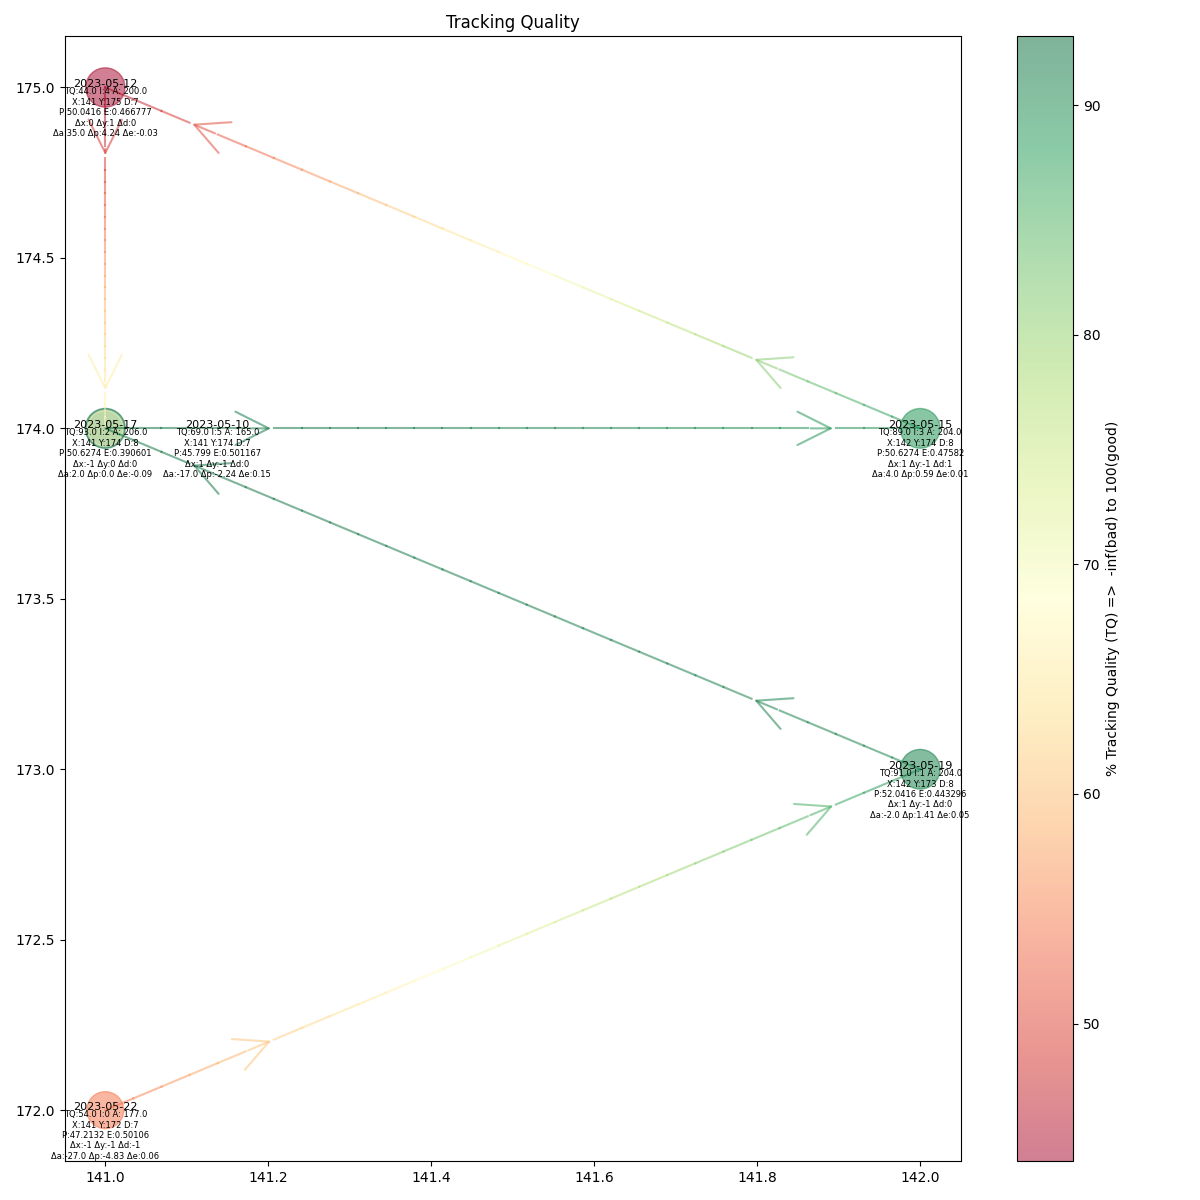 Tracking Quality
175.0
174.5
174.0
173.5
173.0
172.5
172.0
141.0
141.2
141.4
141.6
141.8
142.0
2023-05-12
TQ:44.0 I:4 A: 200.0
X:141 Y:175 D:7
P:50.0416 E:0.466777
Δx:0 Δy:1 Δd:0
Δa:35.0 Δp:4.24 Δe:-0.03
2023-05-17
TQ:93.0 I:2 A: 206.0
X:141 Y:174 D:8
P:50.6274 E:0.390601
Δx:-1 Δy:0 Δd:0
Δa:2.0 Δp:0.0 Δe:-0.09
2023-05-10
TQ:69.0 I:5 A: 165.0
X:141 Y:174 D:7
P:45.799 E:0.501167
Δx:1 Δy:-1 Δd:0
Δa:-17.0 Δp:-2.24 Δe:0.15
2023-05-15
TQ:89.0 I:3 A: 204.0
X:142 Y:174 D:8
P:50.6274 E:0.47582
Δx:1 Δy:-1 Δd:1
Δa:4.0 Δp:0.59 Δe:0.01
2023-05-19
TQ:91.0 I:1 A: 204.0
X:142 Y:173 D:8
P:52.0416 E:0.443296
Δx:1 Δy:-1 Δd:0
Δa:-2.0 Δp:1.41 Δe:0.05
2023-05-22
TQ:54.0 I:0 A: 177.0
X:141 Y:172 D:7
P:47.2132 E:0.50106
Δx:-1 Δy:-1 Δd:-1
Δa:-27.0 Δp:-4.83 Δe:0.06
90
80
70
60
50
% Tracking Quality (TQ) =>  -inf(bad) to 100(good)